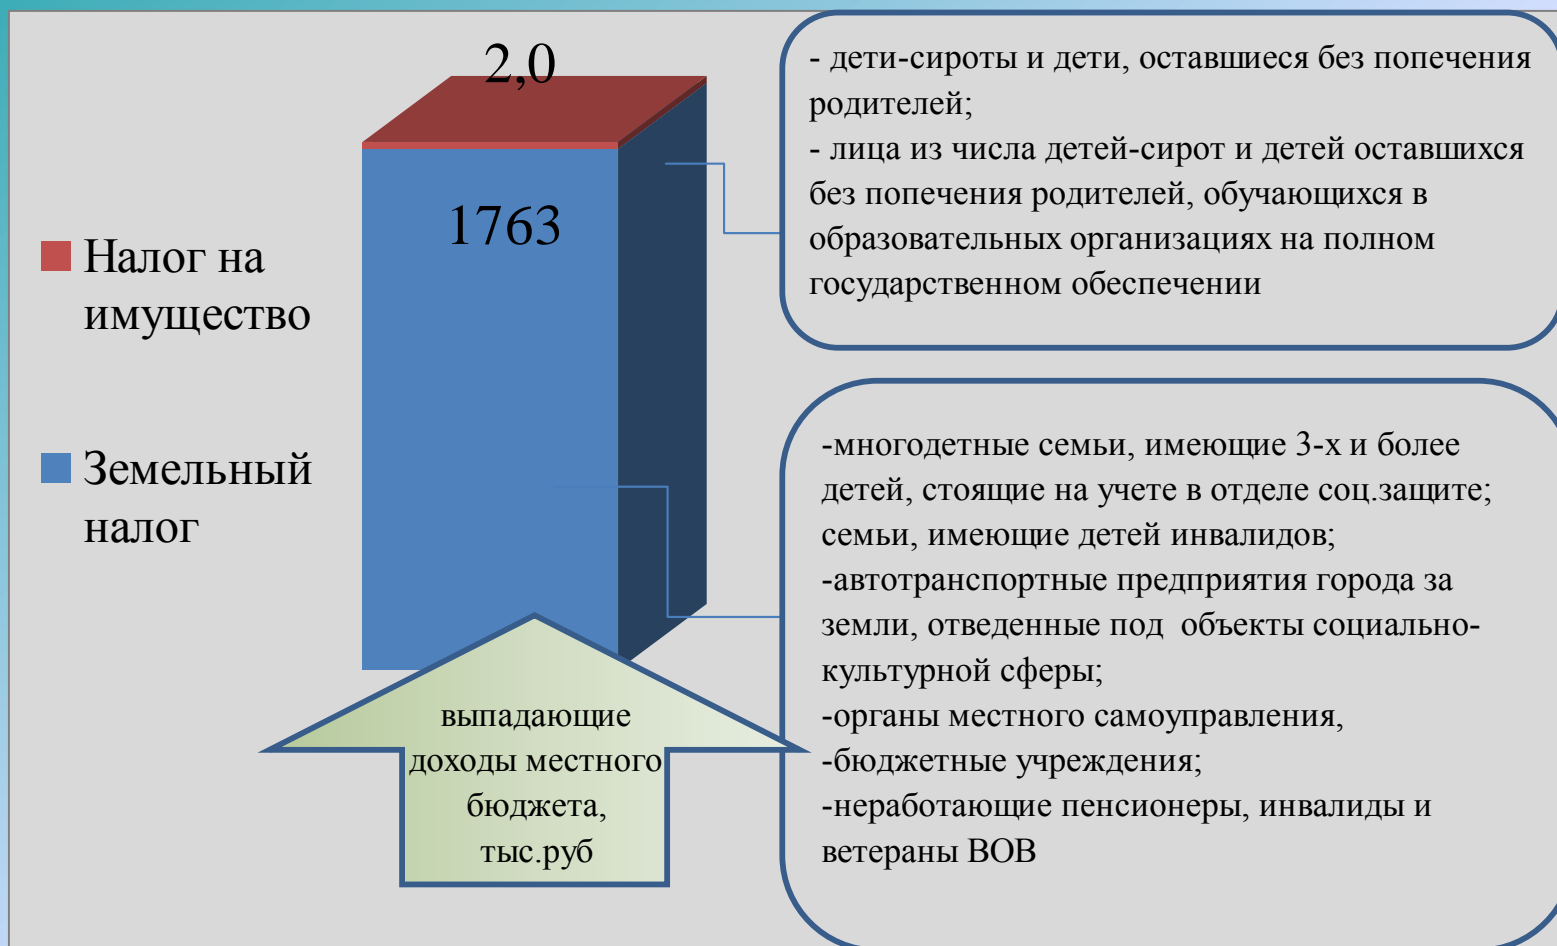 2,0
1763
Налог на
имущество
Земельный
налог
- дети-сироты и дети, оставшиеся без попечения
родителей;
- лица из числа детей-сирот и детей оставшихся
без попечения родителей, обучающихся в
образовательных организациях на полном
государственном обеспечении
-многодетные семьи, имеющие 3-х и более
детей, стоящие на учете в отделе соц.защите;
семьи, имеющие детей инвалидов;
-автотранспортные предприятия города за
земли, отведенные под объекты социально-
культурной сферы;
-органы местного самоуправления,
-бюджетные учреждения;
-неработающие пенсионеры, инвалиды и
ветераны ВОВ
выпадающие
доходы местного
бюджета,
тыс.руб